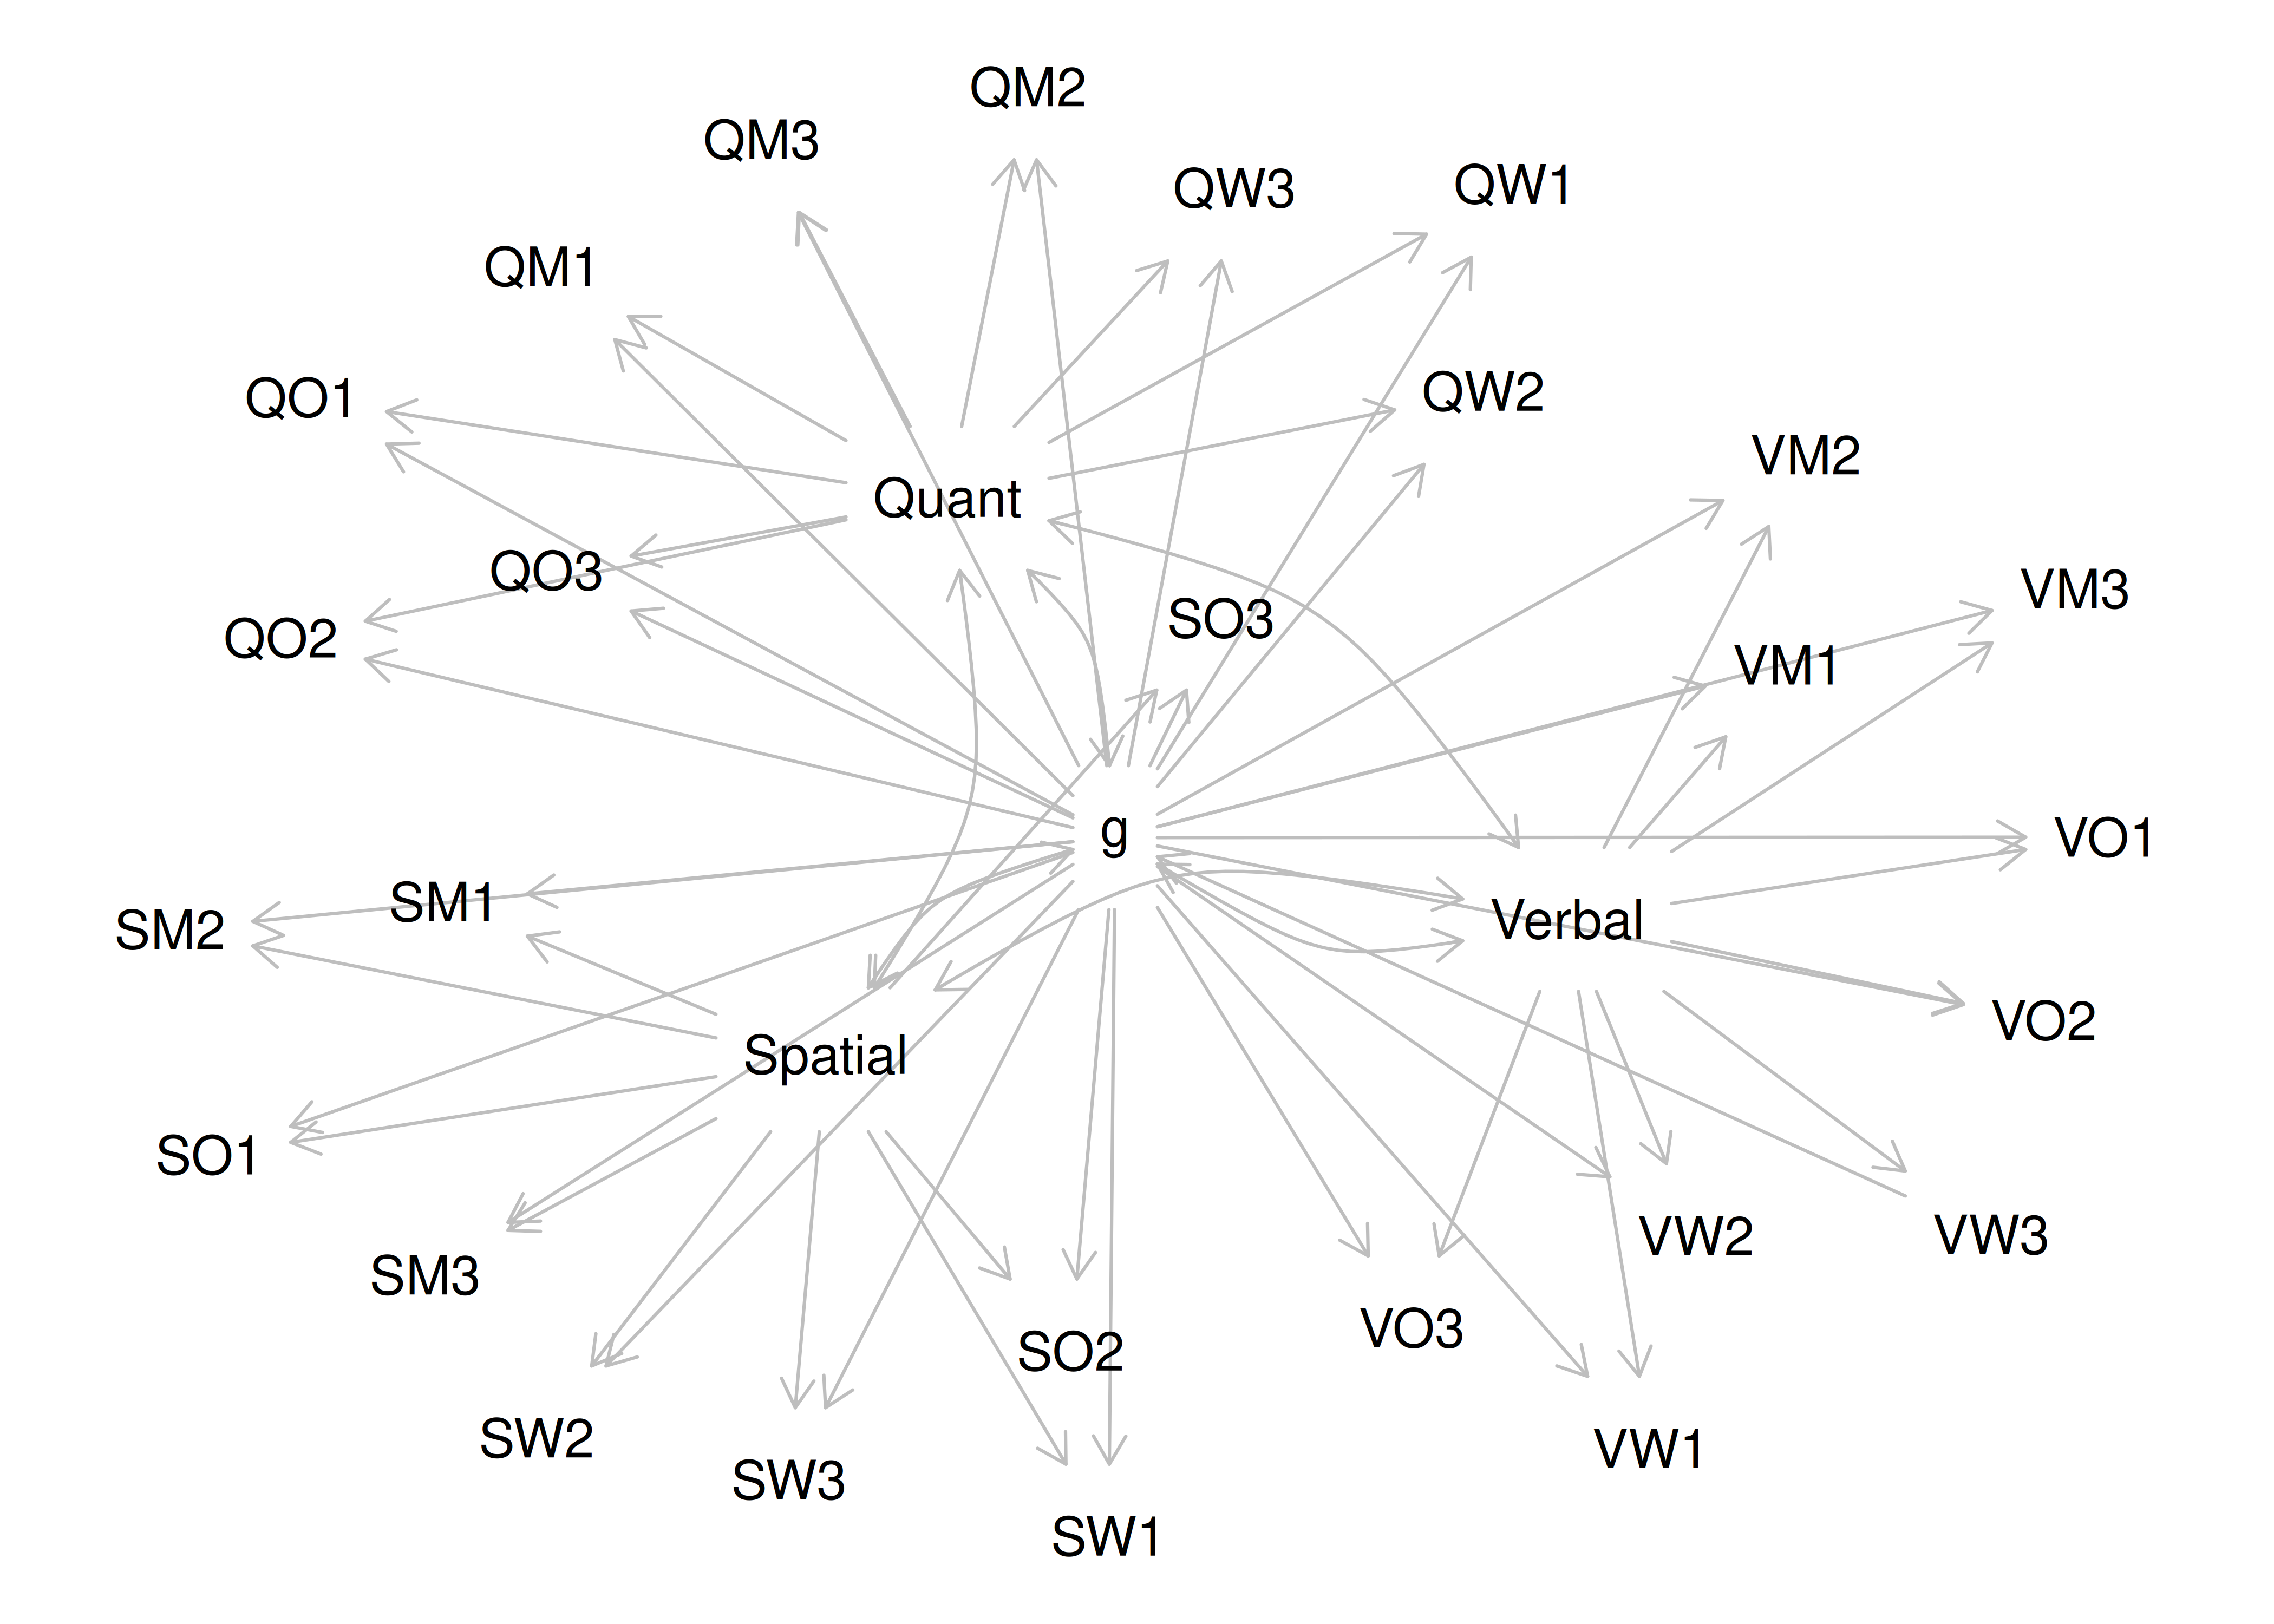 QM2
QM3
QW1
QW3
QM1
QW2
QO1
VM2
Quant
QO3
VM3
SO3
QO2
VM1
g
VO1
SM1
Verbal
SM2
VO2
Spatial
SO1
VW2
VW3
SM3
VO3
SO2
SW2
VW1
SW3
SW1